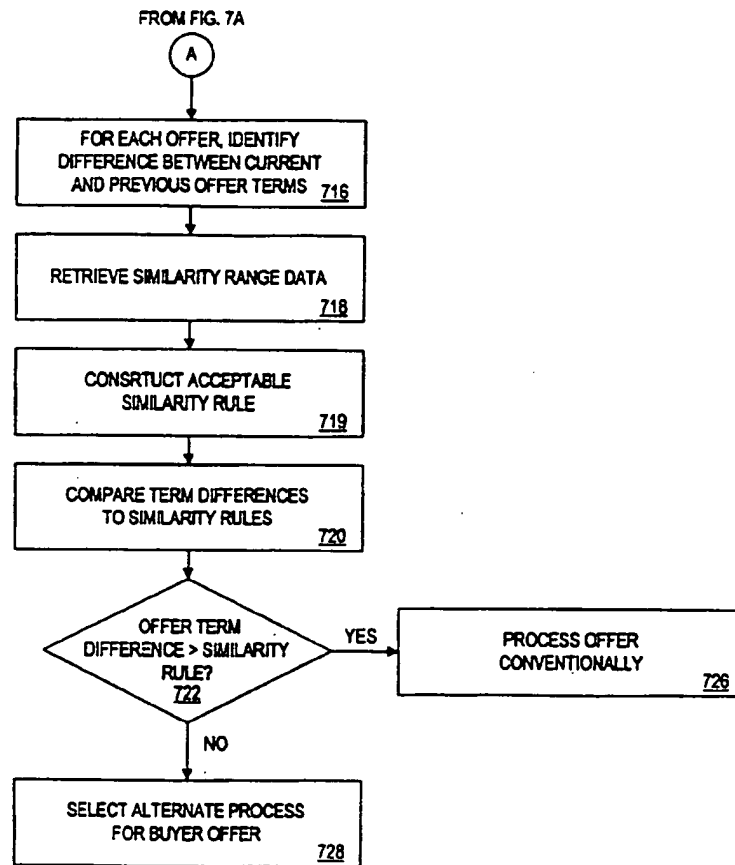 FROM FIG. 7A
A
FOR EACH OFFER, IDENTIFY
DIFFERENCE BETWEEN CURRENT
AND PREVIOUS OFFER TERMS
716
RETRIEVE SIMILARITY RANGE DATA
718
CONSRTUCT ACCEPTABLE
SIMILARITY RULE
719
COMPARE TERM DIFFERENCES
TO SIMILARITY RULES
720
OFFER TERM
DIFFERENCE > SIMILARITY
RULE?
722
YES
PROCESS OFFER
CONVENTIONALLY
726
NO
SELECT ALTERNATE PROCESS
FOR BUYER OFFER
728